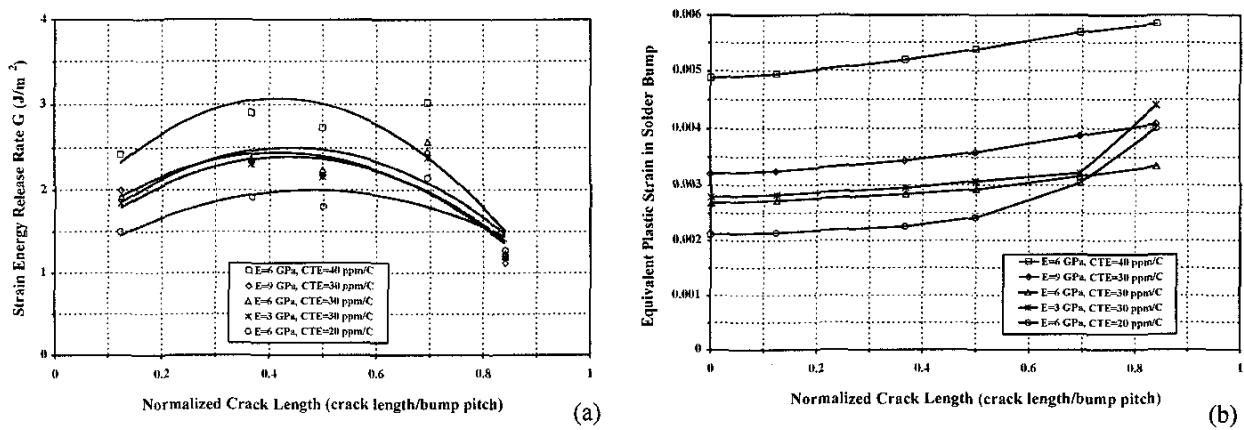 Strain Energy Release Rate G (J/m²)
4
3
2
1
0
E=6 GPa, CTE=40 ppm/C
E=9 GPa, CTE=30 ppm/C
E=6 GPa, CTE=30 ppm/C
E=3 GPa, CTE=30 ppm/C
E=6 GPa, CTE=20 ppm/C
0 0.2 0.4 0.6 0.8 1
Normalized Crack Length (crack length/bump pitch)
(a)
Equivalent Plastic Strain in Solder Bump
0.006
0.005
0.004
0.003
0.002
0.001
0
E=6 GPa, CTE=40 ppm/C
E=9 GPa, CTE=30 ppm/C
E=6 GPa, CTE=30 ppm/C
E=3 GPa, CTE=30 ppm/C
E=6 GPa, CTE=20 ppm/C
0 0.2 0.4 0.6 0.8 1
Normalized Crack Length (crack length/bump pitch)
(b)